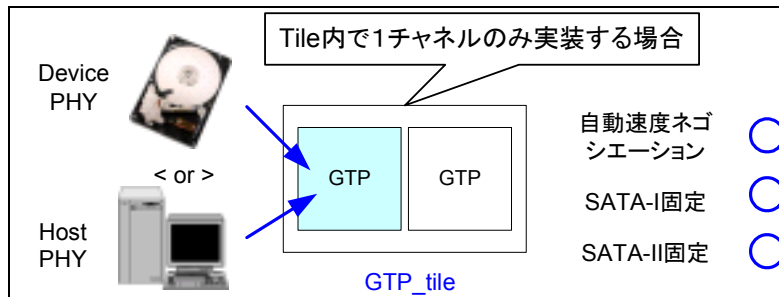 Tile内で1チャネルのみ実装する場合
Device
PHY
< or >
Host
PHY
GTP
GTP
GTP_tile
自動速度ネゴ
シエーション
SATA-I固定
SATA-II固定